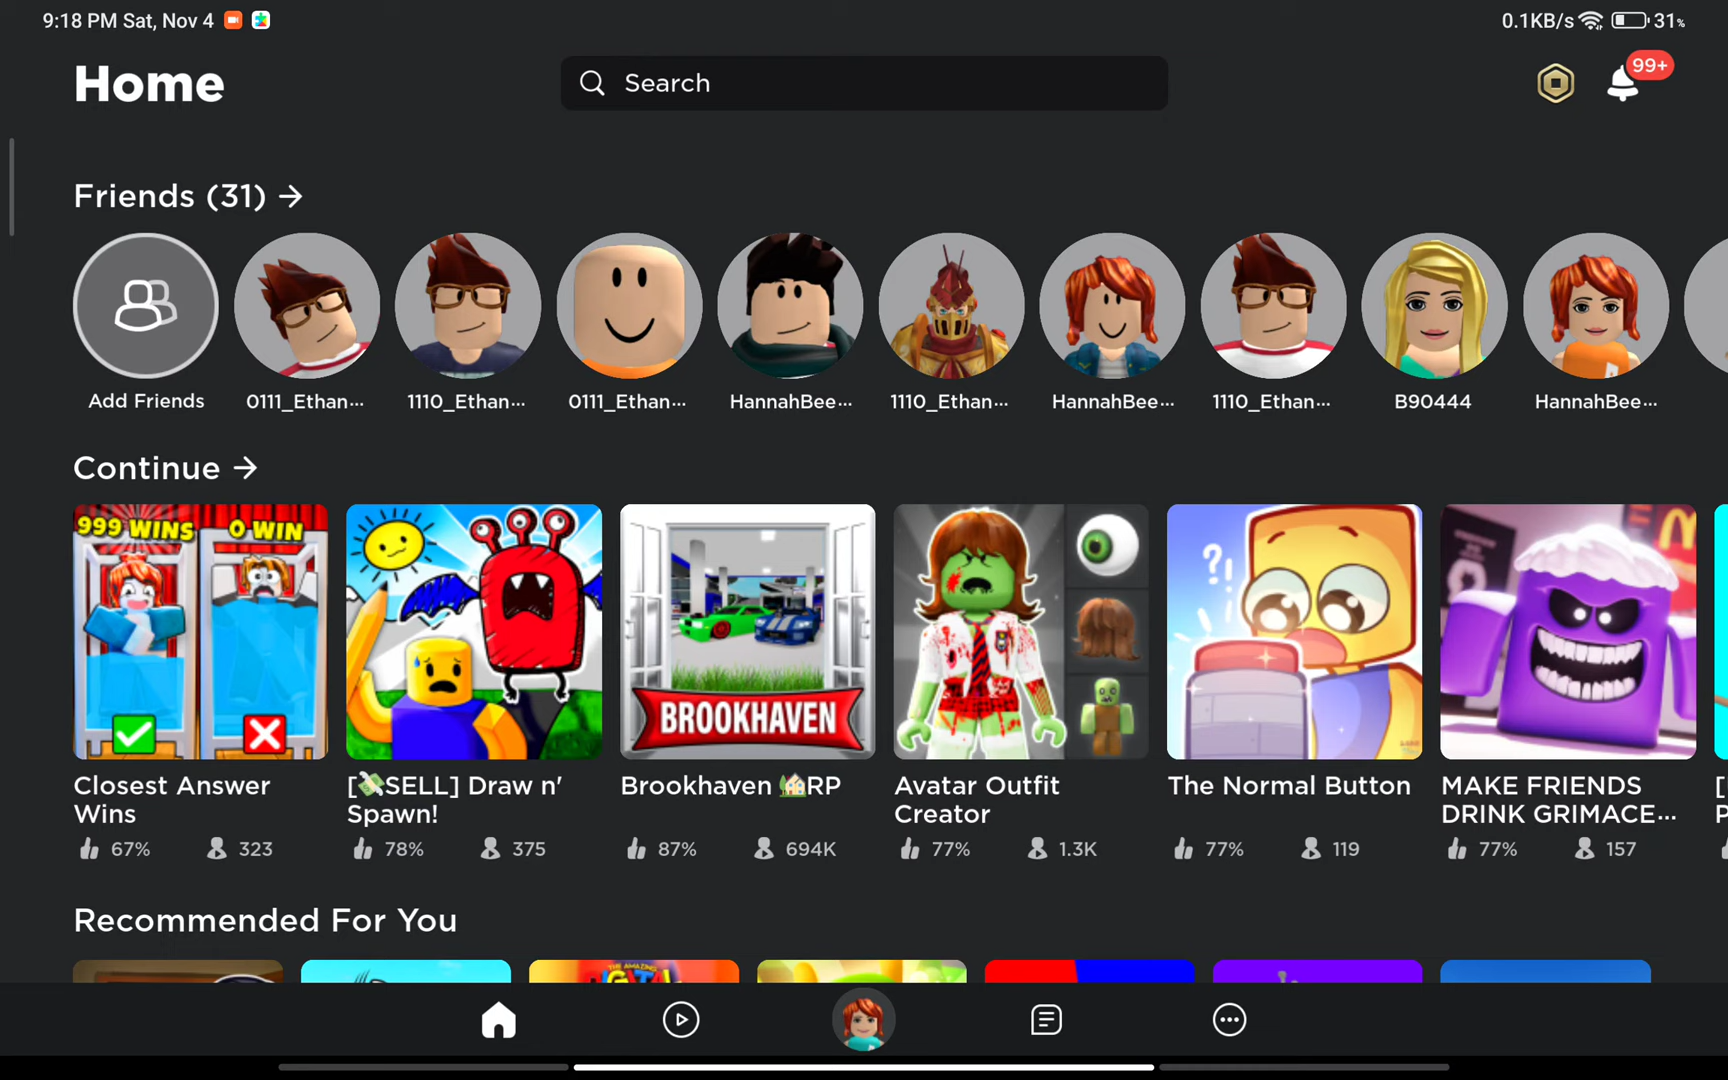 9:18 PM Sat, Nov 4
0.1KB/s 31%
Home
Search
99+
Friends (31) →
Add Friends
0111_Ethan...
1110_Ethan...
0111_Ethan...
HannahBee...
1110_Ethan...
HannahBee...
1110_Ethan...
B90444
HannahBee...
Continue →
999 WINS
0 WIN
BROOKHAVEN
?!
Closest Answer
Wins
[💸SELL] Draw n'
Spawn!
Brookhaven 🏡RP
Avatar Outfit
Creator
The Normal Button
MAKE FRIENDS
DRINK GRIMACE...
67% 323
78% 375
87% 694K
77% 1.3K
77% 119
77% 157
Recommended For You
THE AMAZING
DIGITAL